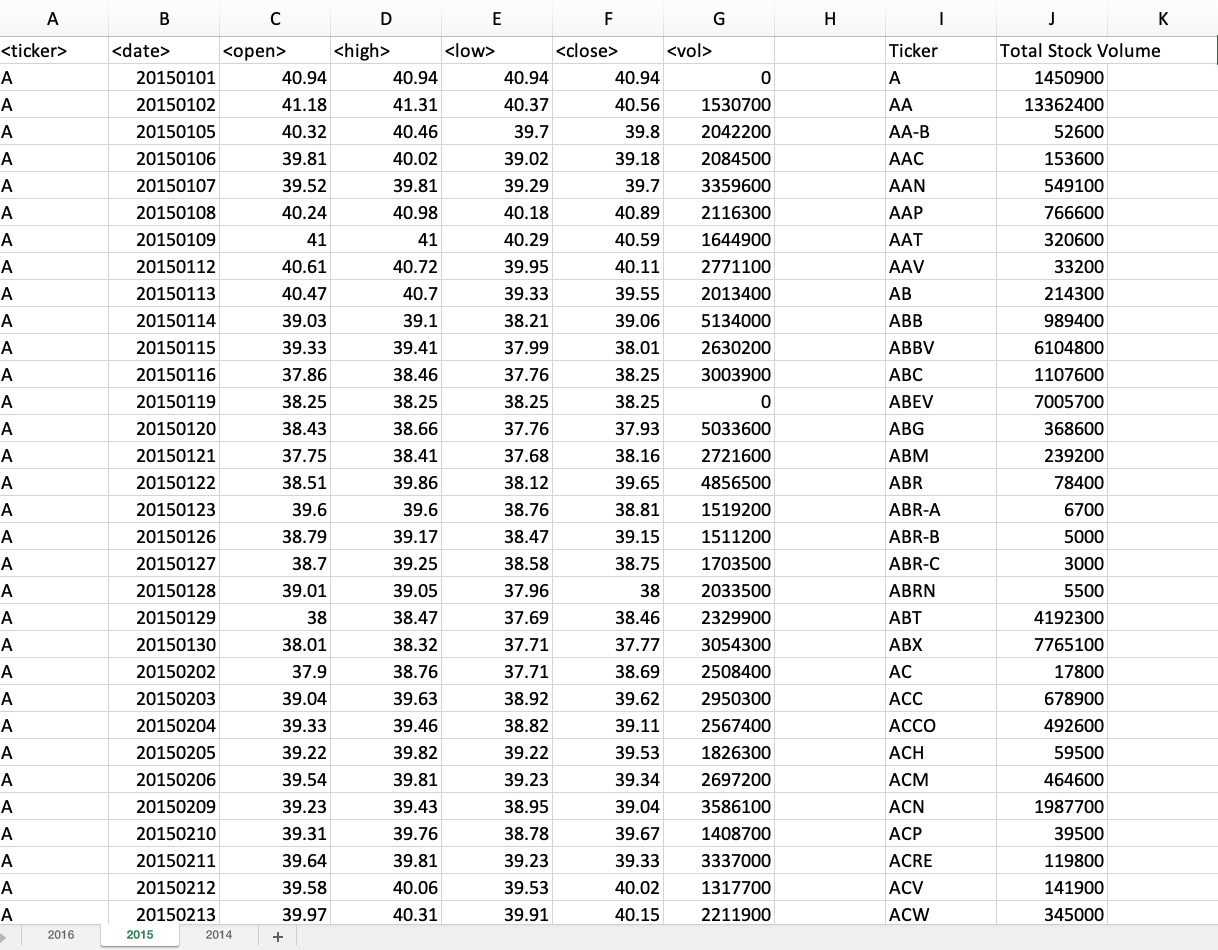 A B C D E F G H I J K
<ticker> <date> <open> <high> <low> <close> <vol> Ticker Total Stock Volume
A 20150101 40.94 40.94 40.94 40.94 0 A 1450900
A 20150102 41.18 41.31 40.37 40.56 1530700 AA 13362400
A 20150105 40.32 40.46 39.7 39.8 2042200 AA-B 52600
A 20150106 39.81 40.02 39.02 39.18 2084500 AAC 153600
A 20150107 39.52 39.81 39.29 39.7 3359600 AAN 549100
A 20150108 40.24 40.98 40.18 40.89 2116300 AAP 766600
A 20150109 41 41 40.29 40.59 1644900 AAT 320600
A 20150112 40.61 40.72 39.95 40.11 2771100 AAV 33200
A 20150113 40.47 40.7 39.33 39.55 2013400 AB 214300
A 20150114 39.03 39.1 38.21 39.06 5134000 ABB 989400
A 20150115 39.33 39.41 37.99 38.01 2630200 ABBV 6104800
A 20150116 37.86 38.46 37.76 38.25 3003900 ABC 1107600
A 20150119 38.25 38.25 38.25 38.25 0 ABEV 7005700
A 20150120 38.43 38.66 37.76 37.93 5033600 ABG 368600
A 20150121 37.75 38.41 37.68 38.16 2721600 ABM 239200
A 20150122 38.51 39.86 38.12 39.65 4856500 ABR 78400
A 20150123 39.6 39.6 38.76 38.81 1519200 ABR-A 6700
A 20150126 38.79 39.17 38.47 39.15 1511200 ABR-B 5000
A 20150127 38.7 39.25 38.58 38.75 1703500 ABR-C 3000
A 20150128 39.01 39.05 37.96 38 2033500 ABRN 5500
A 20150129 38 38.47 37.69 38.46 2329900 ABT 4192300
A 20150130 38.01 38.32 37.71 37.77 3054300 ABX 7765100
A 20150202 37.9 38.76 37.71 38.69 2508400 AC 17800
A 20150203 39.04 39.63 38.92 39.62 2950300 ACC 678900
A 20150204 39.33 39.46 38.82 39.11 2567400 ACCO 492600
A 20150205 39.22 39.82 39.22 39.53 1826300 ACH 59500
A 20150206 39.54 39.81 39.23 39.34 2697200 ACM 464600
A 20150209 39.23 39.43 38.95 39.04 3586100 ACN 1987700
A 20150210 39.31 39.76 38.78 39.67 1408700 ACP 39500
A 20150211 39.64 39.81 39.23 39.33 3337000 ACRE 119800
A 20150212 39.58 40.06 39.53 40.02 1317700 ACV 141900
A 20150213 39.97 40.31 39.91 40.15 2211900 ACW 345000
2016 2015 2014 +